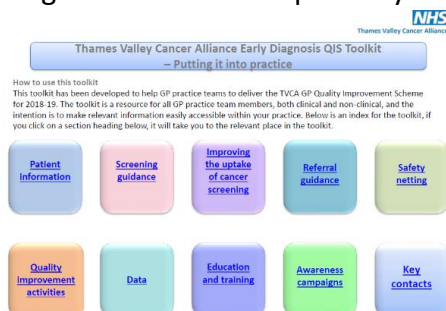 NHS
Thames Valley Cancer Alliance
Thames Valley Cancer Alliance Early Diagnosis QIS Toolkit
– Putting it into practice
How to use this toolkit
This toolkit has been developed to help GP practice teams to deliver the TVCA GP Quality Improvement Scheme
for 2018-19. The toolkit is a resource for all GP practice team members, both clinical and non-clinical, and the
intention is to make relevant information easily accessible within your practice. Below is an index for the toolkit, if
you click on a section heading below, it will take you to the relevant place in the toolkit.
Patient
information
Screening
guidance
Improving
the uptake
of cancer
screening
Referral
guidance
Safety
netting
Quality
improvement
activities
Data
Education
and training
Awareness
campaigns
Key
contacts